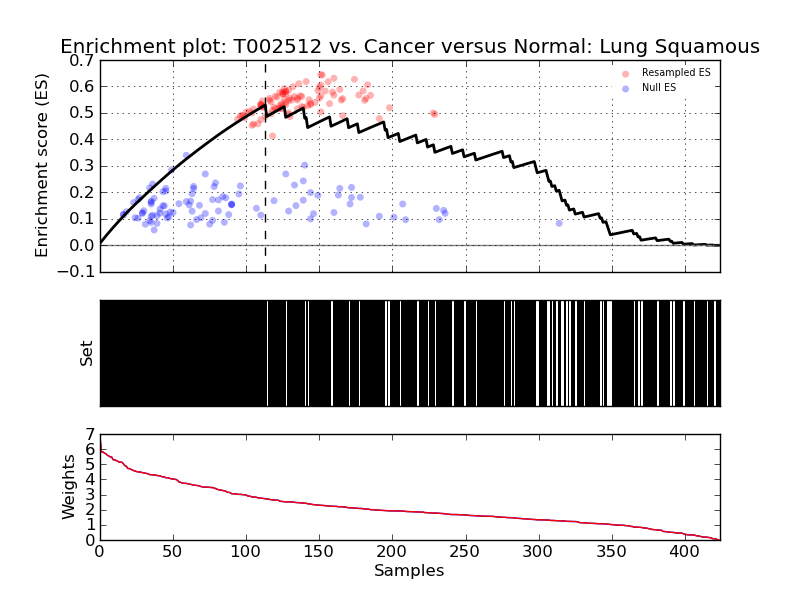 Enrichment plot: T002512 vs. Cancer versus Normal: Lung Squamous
0.7
0.6
0.5
0.4
0.3
0.2
0.1
0.0
−0.1
Enrichment score (ES)
Resampled ES
Null ES
Set
7
6
5
4
3
2
1
0
Weights
0 50 100 150 200 250 300 350 400
Samples